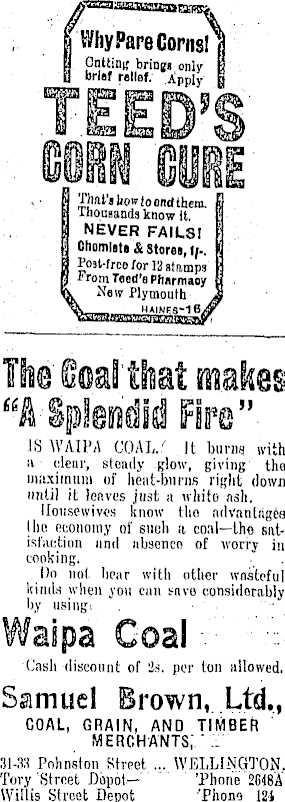 Why Pare Corns!
Cutting brings only
brief relief. Apply
TEED'S
CORN CURE
That's how to end them.
Thousands know it.
NEVER FAILS!
Chemists & Stores, 1/-.
Post-free for 12 stamps
From Teed's Pharmacy
New Plymouth
HAINES-16
The Coal that makes
"A Splendid Fire"
IS WAIPA COAL. It burns with
a clear, steady glow, giving the
maximum of heat-burns right down
until it leaves just a white ash.
Housewives know the advantages
the economy of such a coal—the sat-
isfaction and absence of worry in
cooking.
Do not bear with other wasteful
kinds when you can save considerably
by using:
Waipa Coal
Cash discount of 2s. per ton allowed.
Samuel Brown, Ltd.,
COAL, GRAIN, AND TIMBER
MERCHANTS,
31-33 Pohnston Street ... WELLINGTON.
Tory Street Depot— 'Phone 2648A
Willis Street Depot 'Phone 124